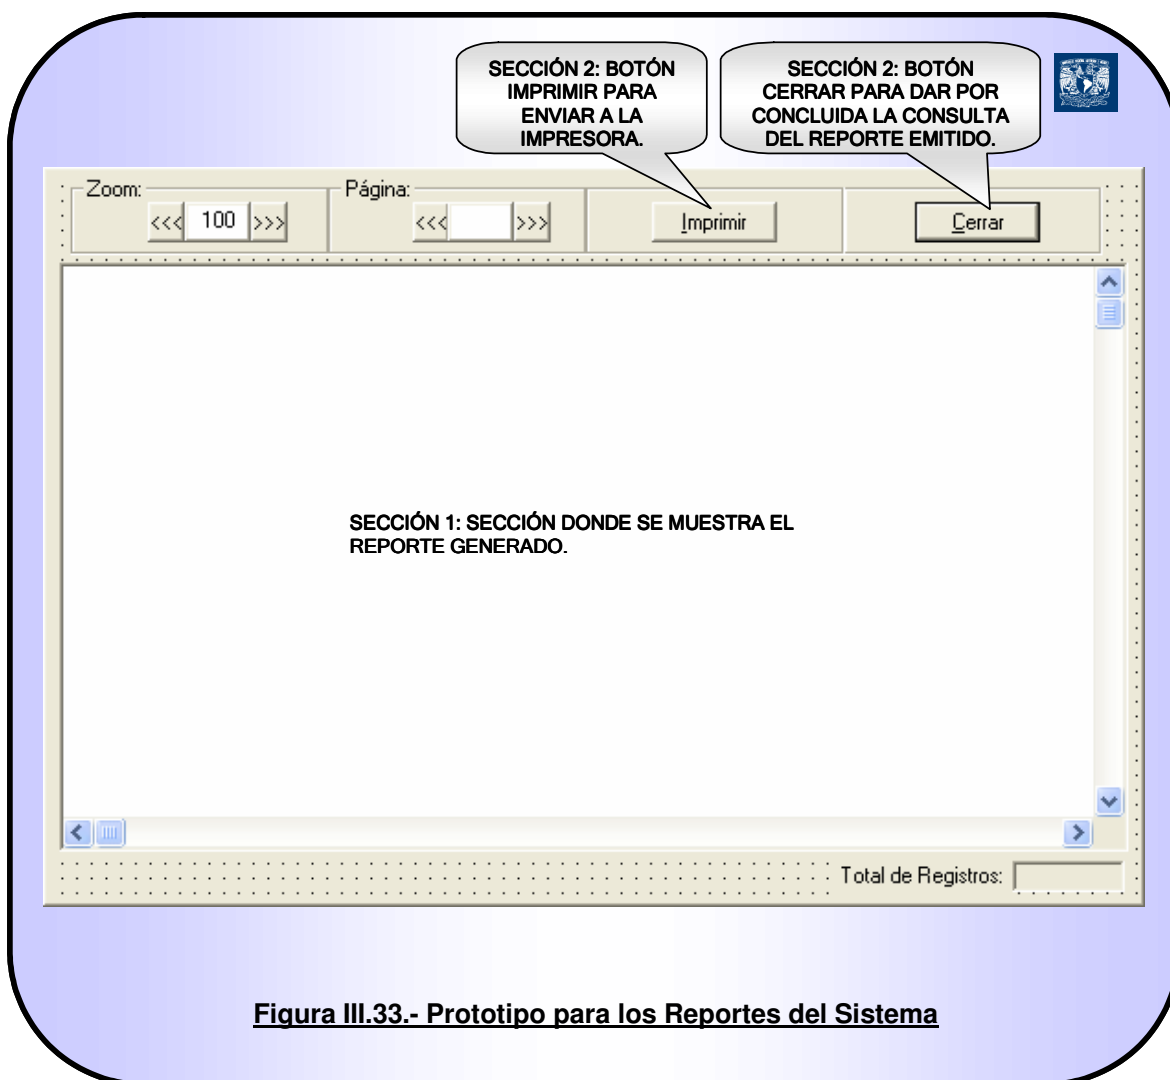 SECCIÓN 2: BOTÓN
IMPRIMIR PARA
ENVIAR A LA
IMPRESORA.
SECCIÓN 2: BOTÓN
CERRAR PARA DAR POR
CONCLUIDA LA CONSULTA
DEL REPORTE EMITIDO.
Zoom:
<<< 100 >>>
Página:
<<< >>>
Imprimir
Cerrar
SECCIÓN 1: SECCIÓN DONDE SE MUESTRA EL
REPORTE GENERADO.
Total de Registros:
Figura III.33.- Prototipo para los Reportes del Sistema